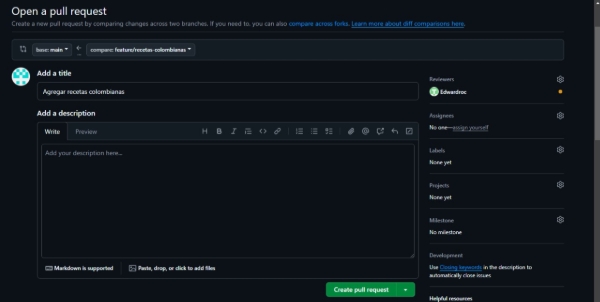 Open a pull request
Create a new pull request by comparing changes across two branches. If you need to, you can also compare across forks. Learn more about diff comparisons here.
base: main
compare: feature/recetas-colombianas
Add a title
Agregar recetas colombianas
Add a description
Write Preview
Add your description here...
Markdown is supported
Paste, drop, or click to add files
Create pull request
Reviewers
Edwardroc
Assignees
No one—assign yourself
Labels
None yet
Projects
None yet
Milestone
No milestone
Development
Use Closing keywords in the description to
automatically close issues
Helpful resources